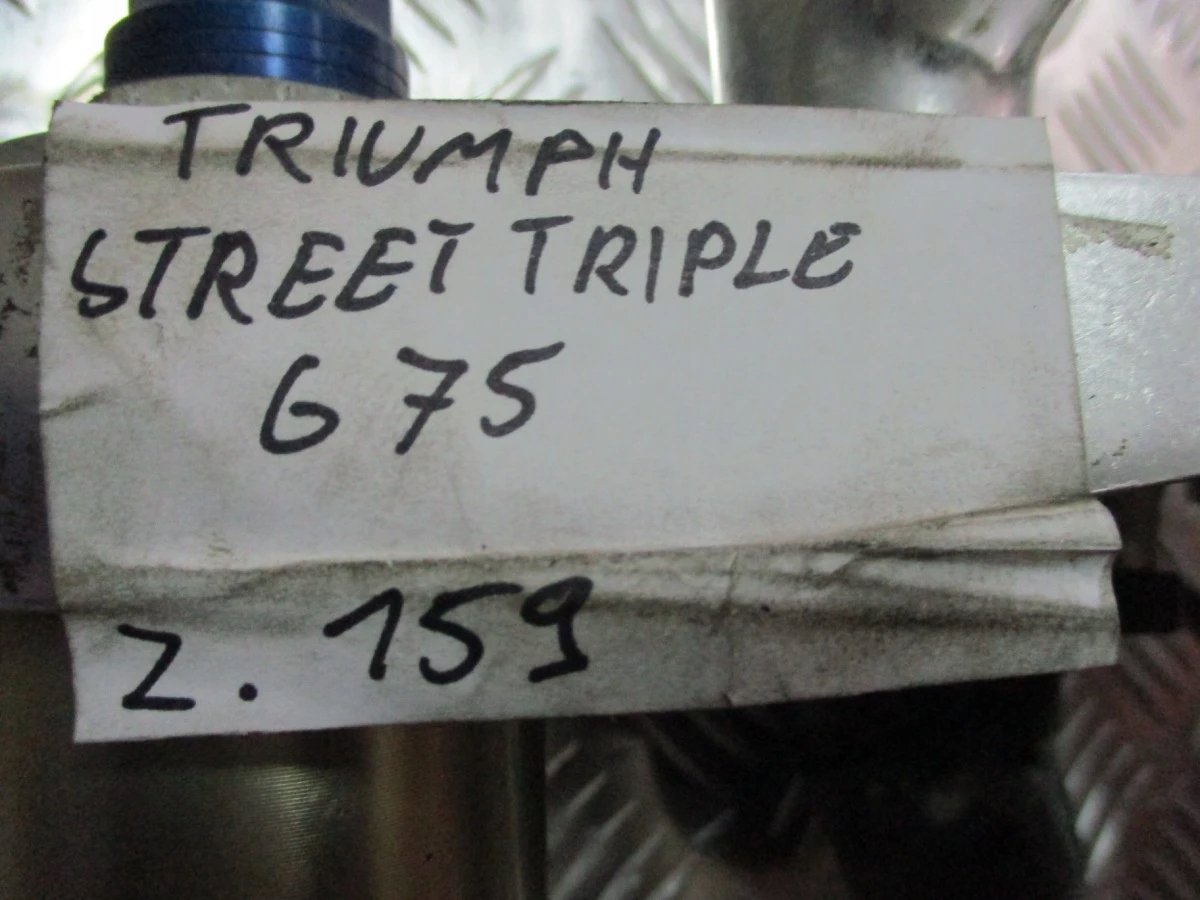 TRIUMPH
STREET TRIPLE
675
Z. 159